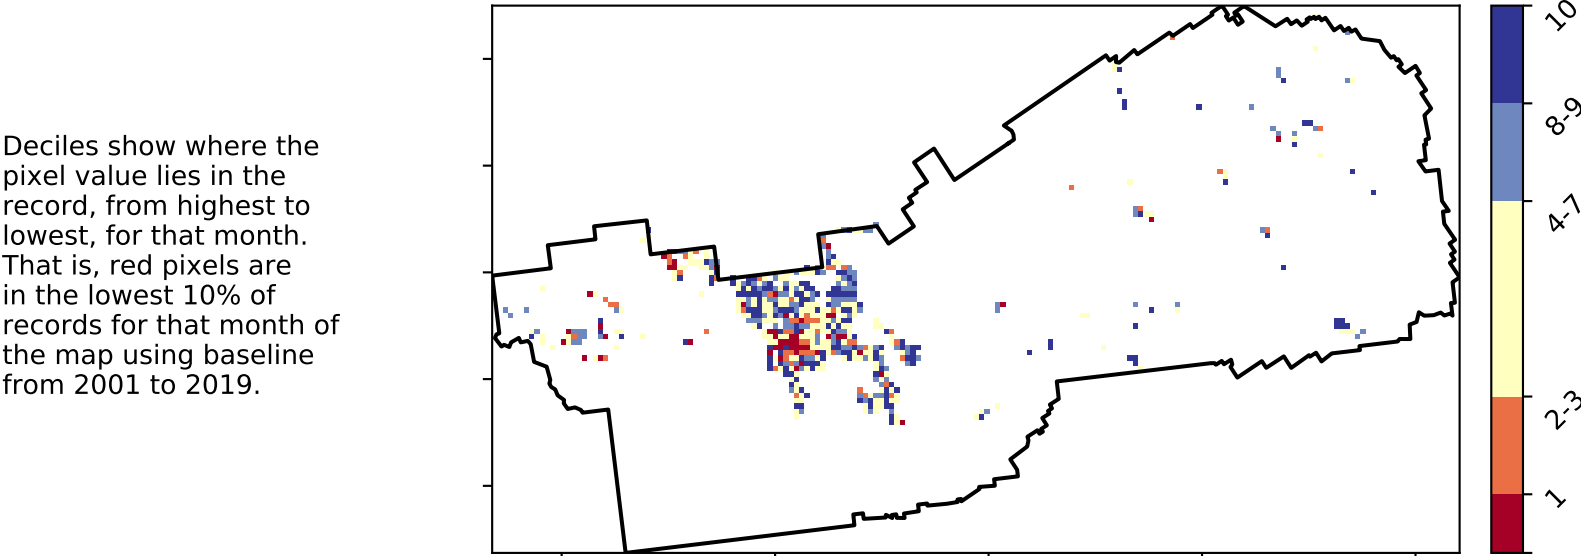 Deciles show where the
pixel value lies in the
record, from highest to
lowest, for that month.
That is, red pixels are
in the lowest 10% of
records for that month of
the map using baseline
from 2001 to 2019.
10
8-9
4-7
2-3
1